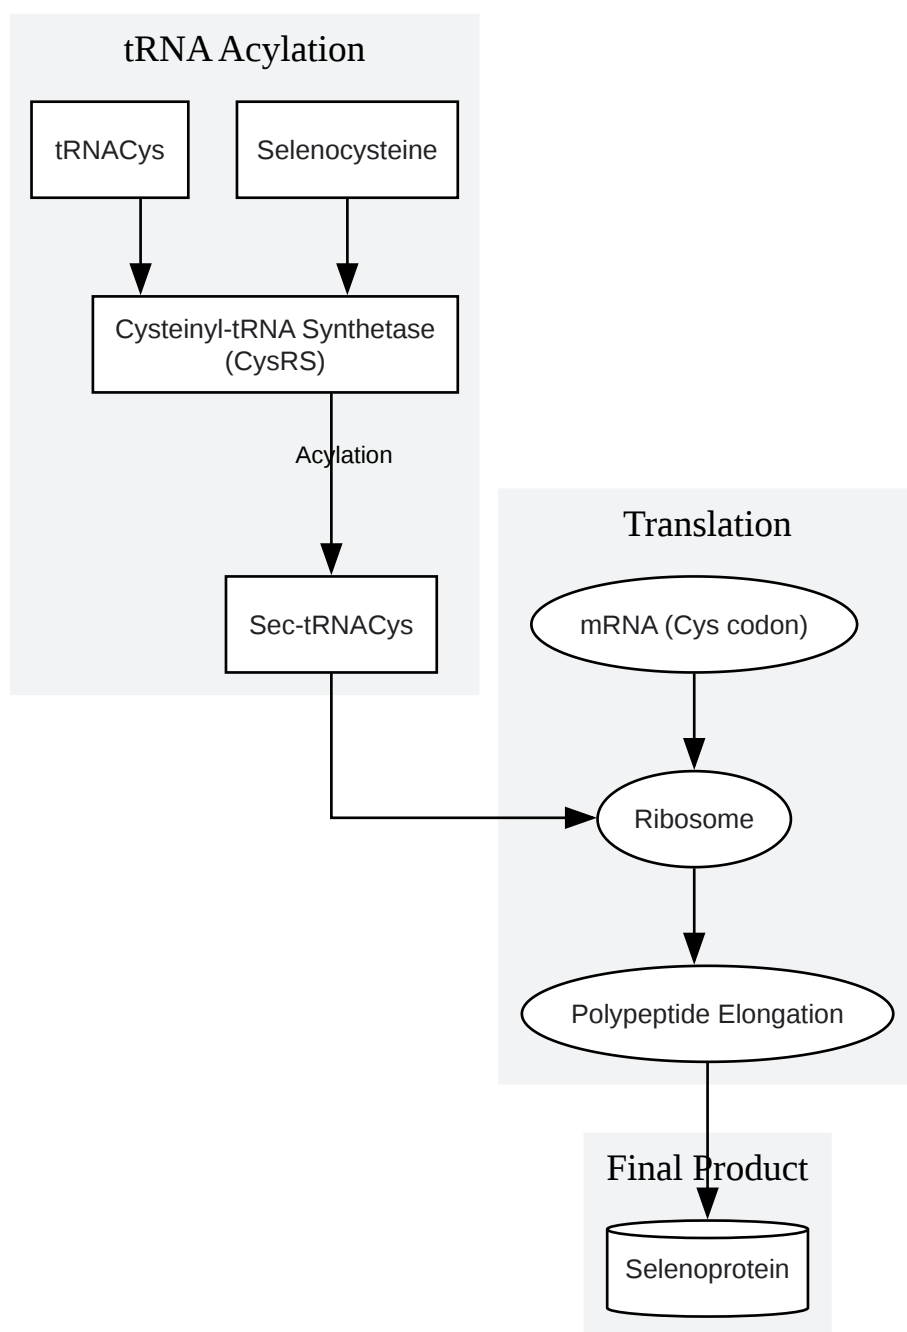 tRNA Acylation
tRNACys
Selenocysteine
Cysteinyl-tRNA Synthetase
(CysRS)
Acylation
Sec-tRNACys
Translation
mRNA (Cys codon)
Ribosome
Polypeptide Elongation
Final Product
Selenoprotein